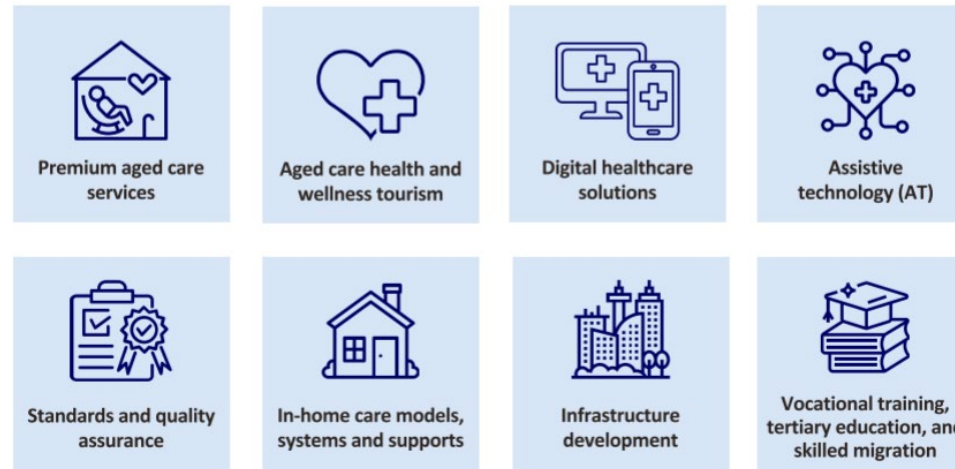 Premium aged care
services
Aged care health and
wellness tourism
Digital healthcare
solutions
Assistive
technology (AT)
Standards and quality
assurance
In-home care models,
systems and supports
Infrastructure
development
Vocational training,
tertiary education, and
skilled migration